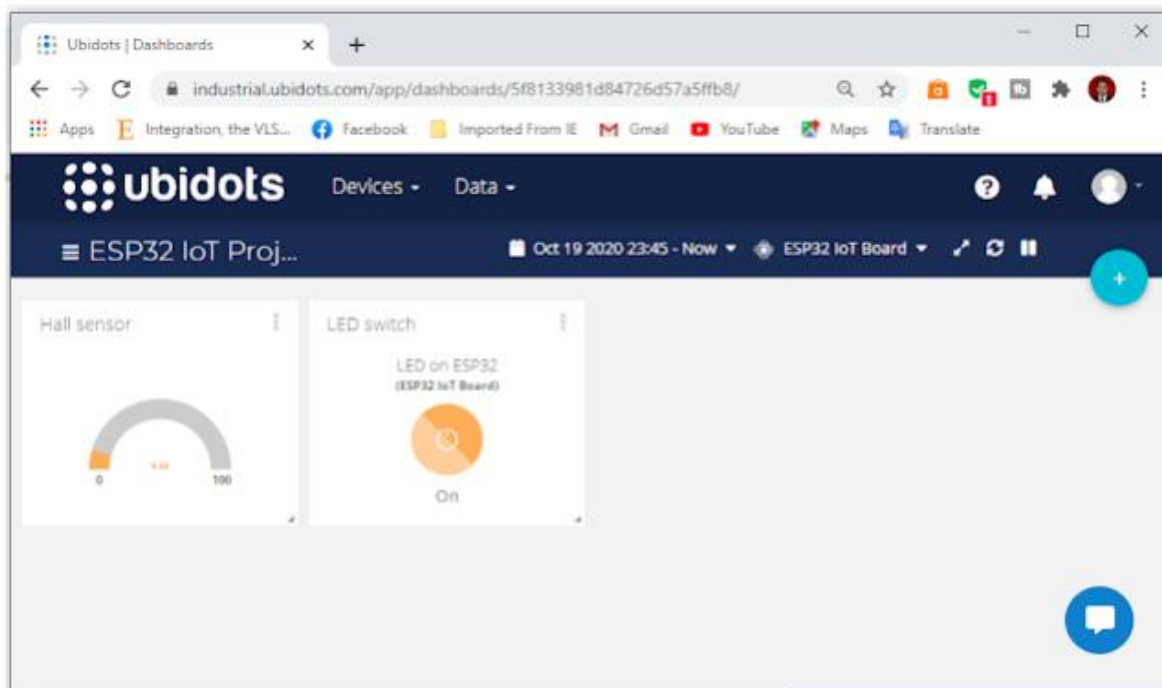 Ubidots | Dashboards
industrial.ubidots.com/app/dashboards/5f8133981d84726d57a5ffb8/
Apps Integration, the VLS... Facebook Imported From IE Gmail YouTube Maps Translate
ubidots Devices Data
ESP32 IoT Proj... Oct 19 2020 23:45 - Now ESP32 IoT Board
Hall sensor
0 100
LED switch
LED on ESP32
(ESP32 IoT Board)
On